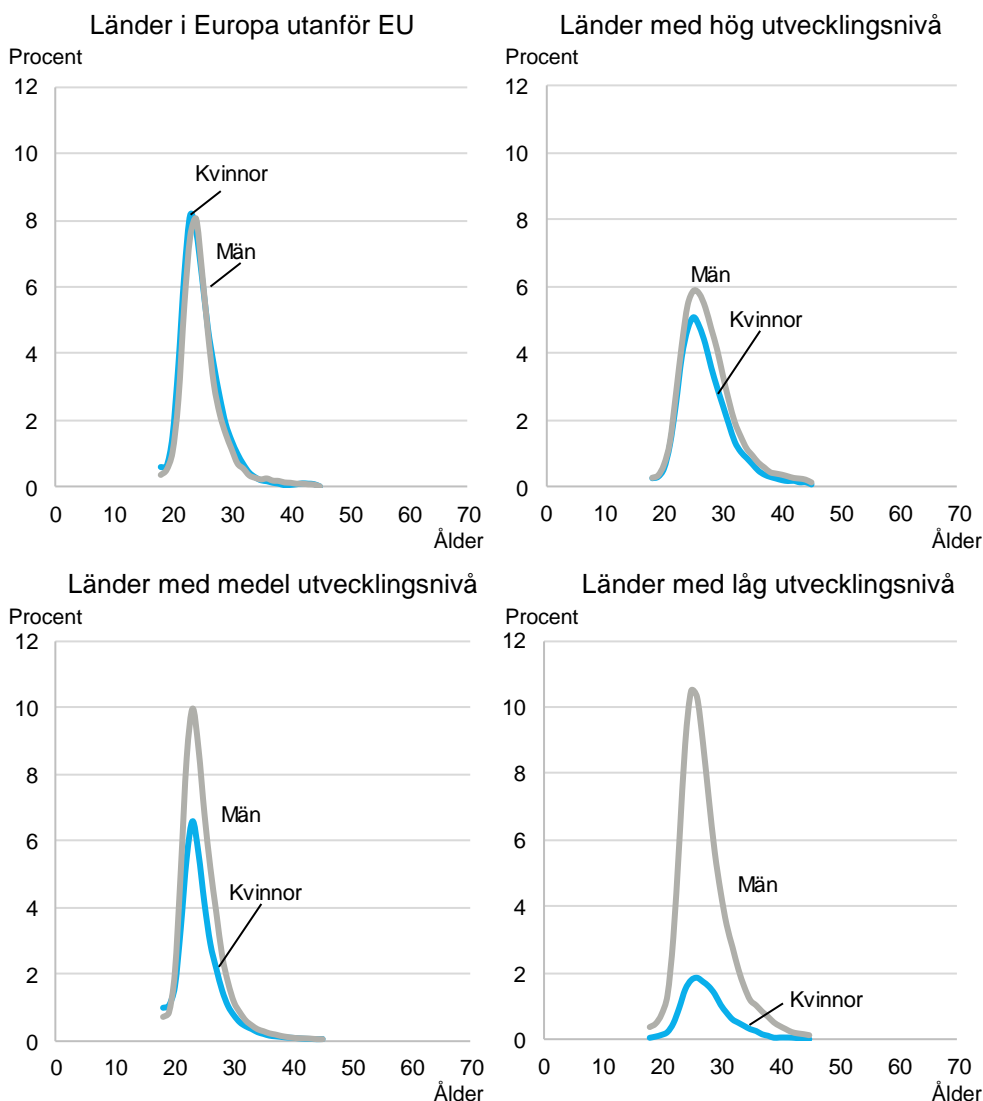 Länder i Europa utanför EU
Procent
12
10
8
6
4
2
0
Kvinnor
Män
0 10 20 30 40 50 60 70
Ålder
Länder med hög utvecklingsnivå
Procent
12
10
8
6
4
2
0
Män
Kvinnor
0 10 20 30 40 50 60 70
Ålder
Länder med medel utvecklingsnivå
Procent
12
10
8
6
4
2
0
Män
Kvinnor
0 10 20 30 40 50 60 70
Ålder
Länder med låg utvecklingsnivå
Procent
12
10
8
6
4
2
0
Män
Kvinnor
0 10 20 30 40 50 60 70
Ålder